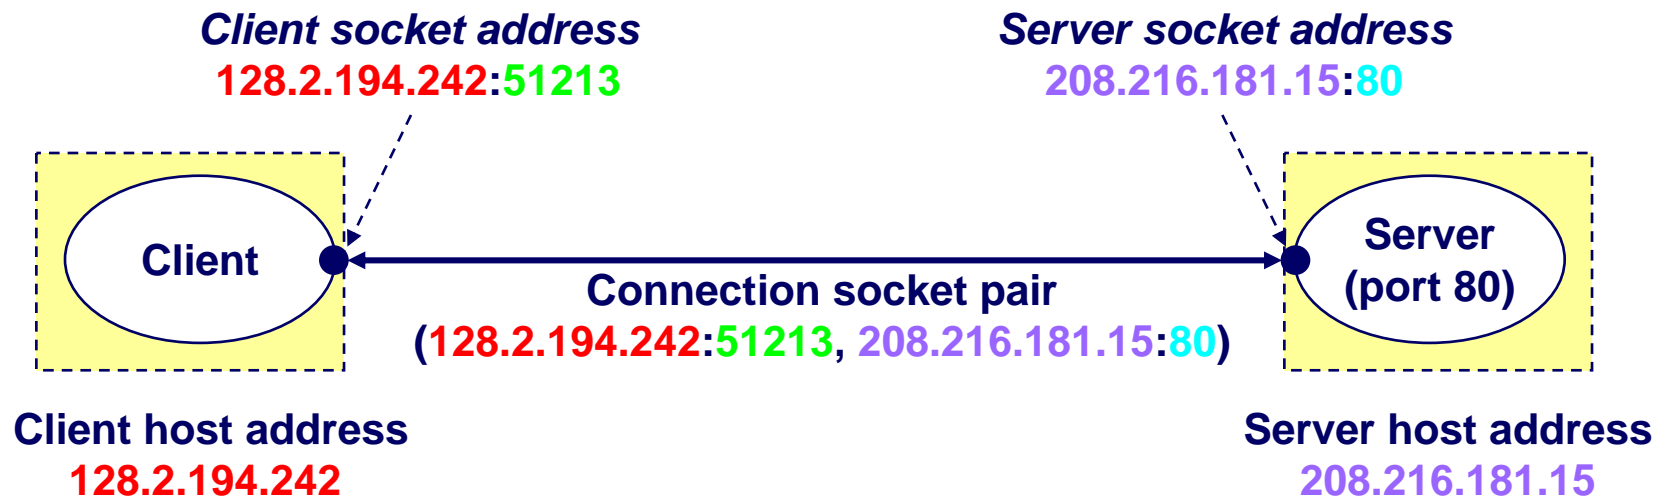 Client socket address
128.2.194.242:51213
Server socket address
208.216.181.15:80
Client
Server
(port 80)
Connection socket pair
(128.2.194.242:51213, 208.216.181.15:80)
Client host address
128.2.194.242
Server host address
208.216.181.15